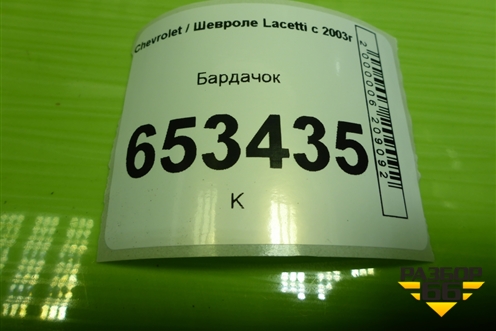 Chevrolet / Шевроле Lacetti с 2003г
Бардачок
653435
К
2000006209092
РАЗБОР
66